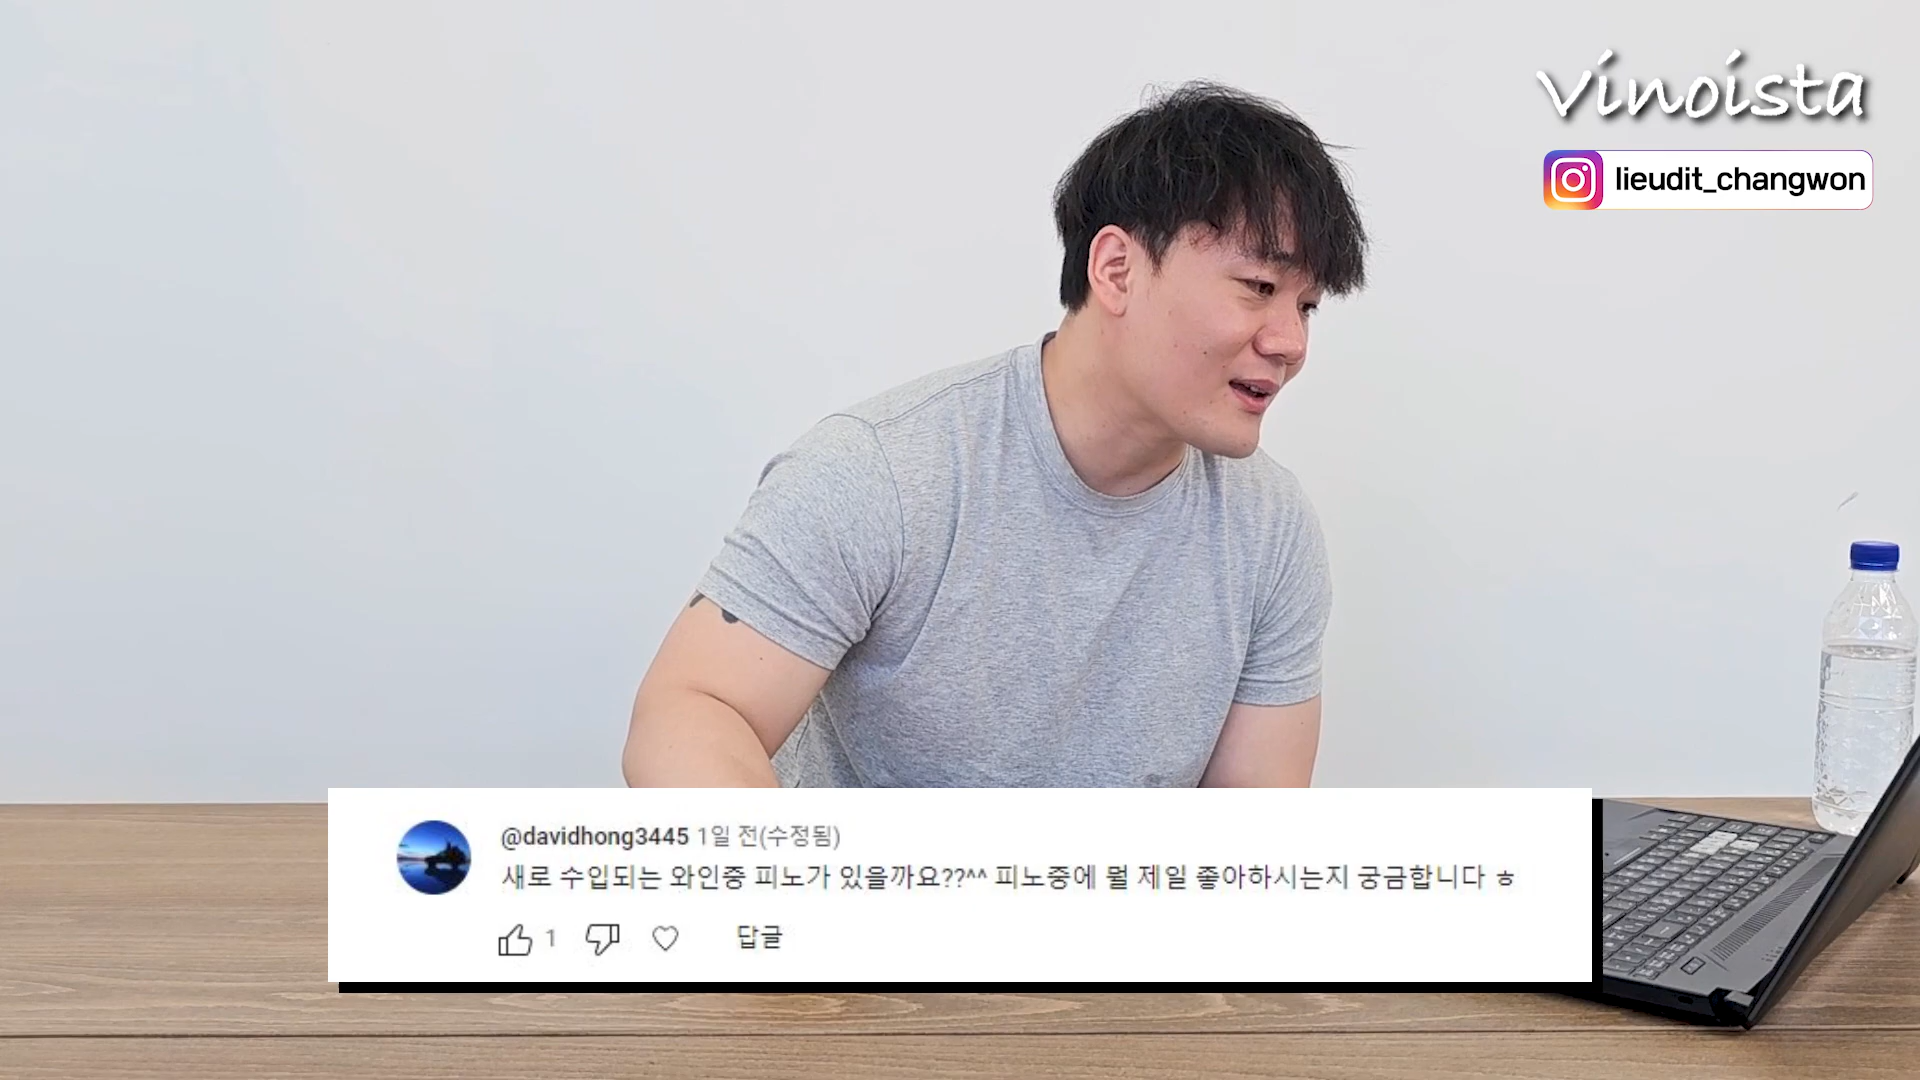 Vinoista
lieudit_changwon
@davidhong3445 1일 전(수정됨)
새로 수입되는 와인중 피노가 있을까요??^^ 피노중에 뭘 제일 좋아하시는지 궁금합니다 ㅎ
1
답글